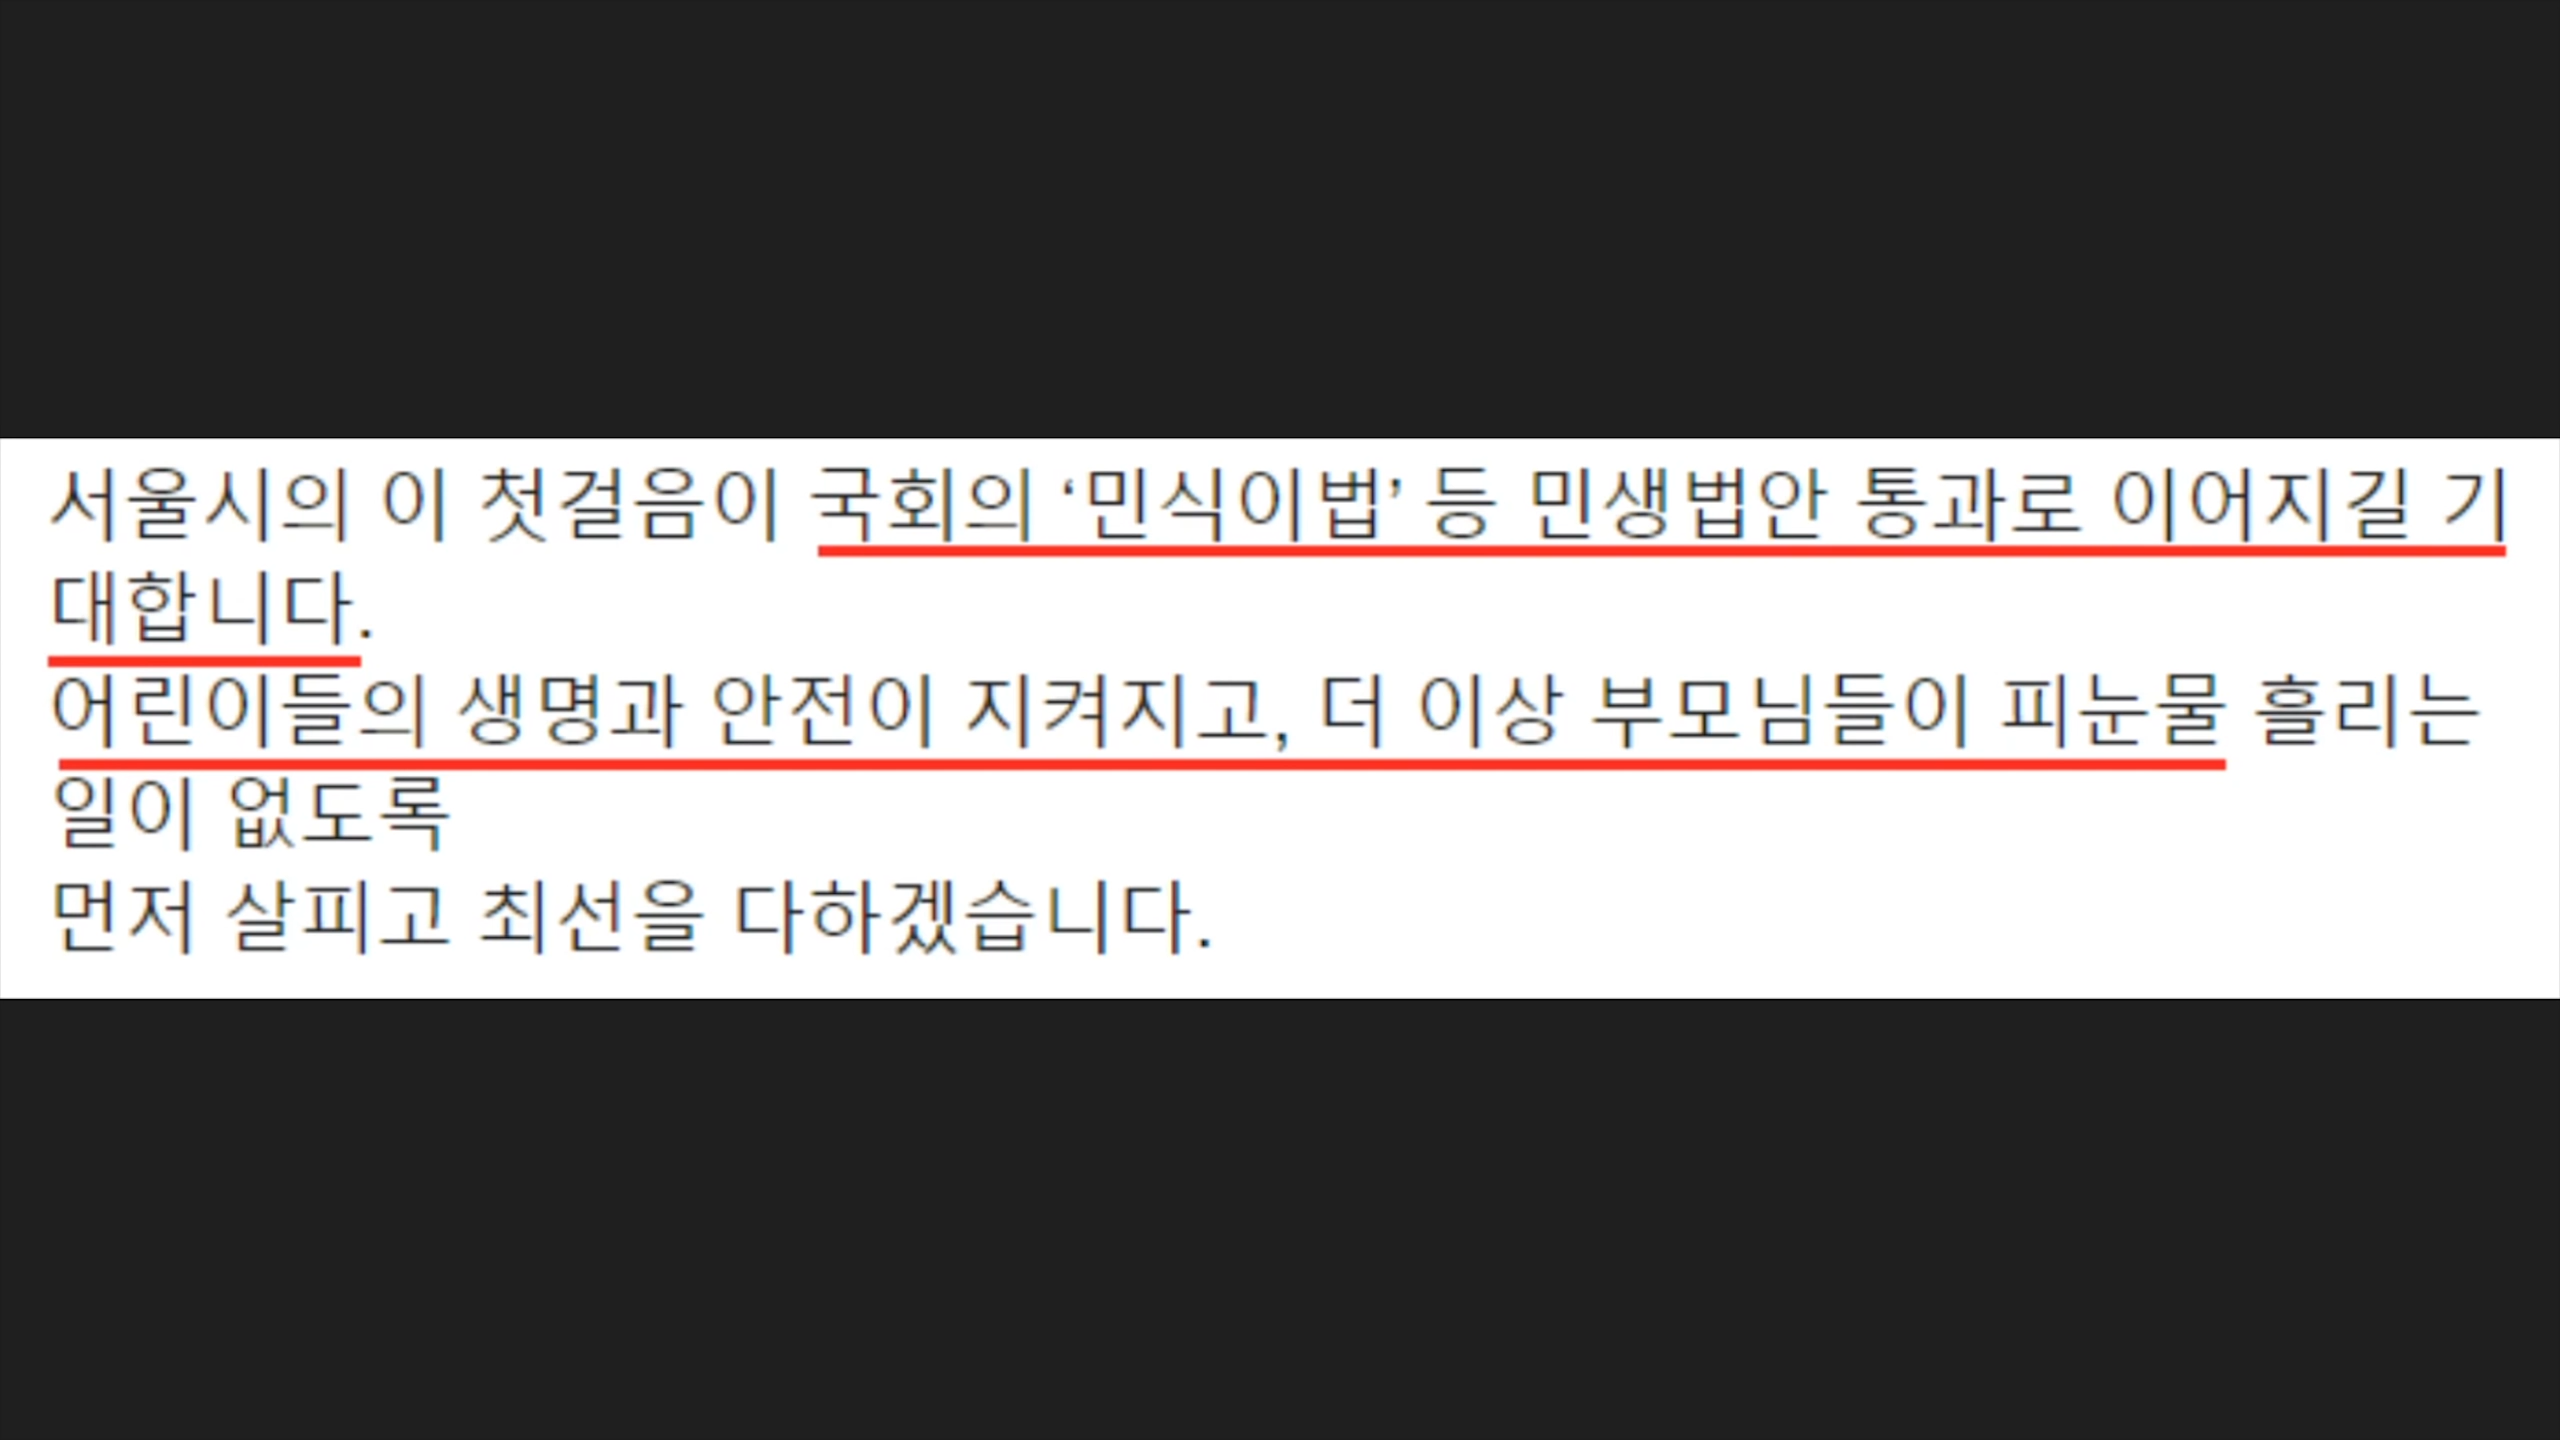 서울시의 이 첫걸음이 국회의 ‘민식이법’ 등 민생법안 통과로 이어지길 기
대합니다.
어린이들의 생명과 안전이 지켜지고, 더 이상 부모님들이 피눈물 흘리는
일이 없도록
먼저 살피고 최선을 다하겠습니다.